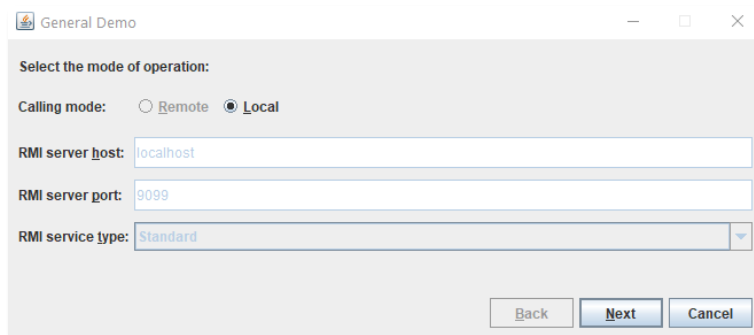 General Demo
Select the mode of operation:
Calling mode: Remote Local
RMI server host: localhost
RMI server port: 9099
RMI service type: Standard
Back Next Cancel